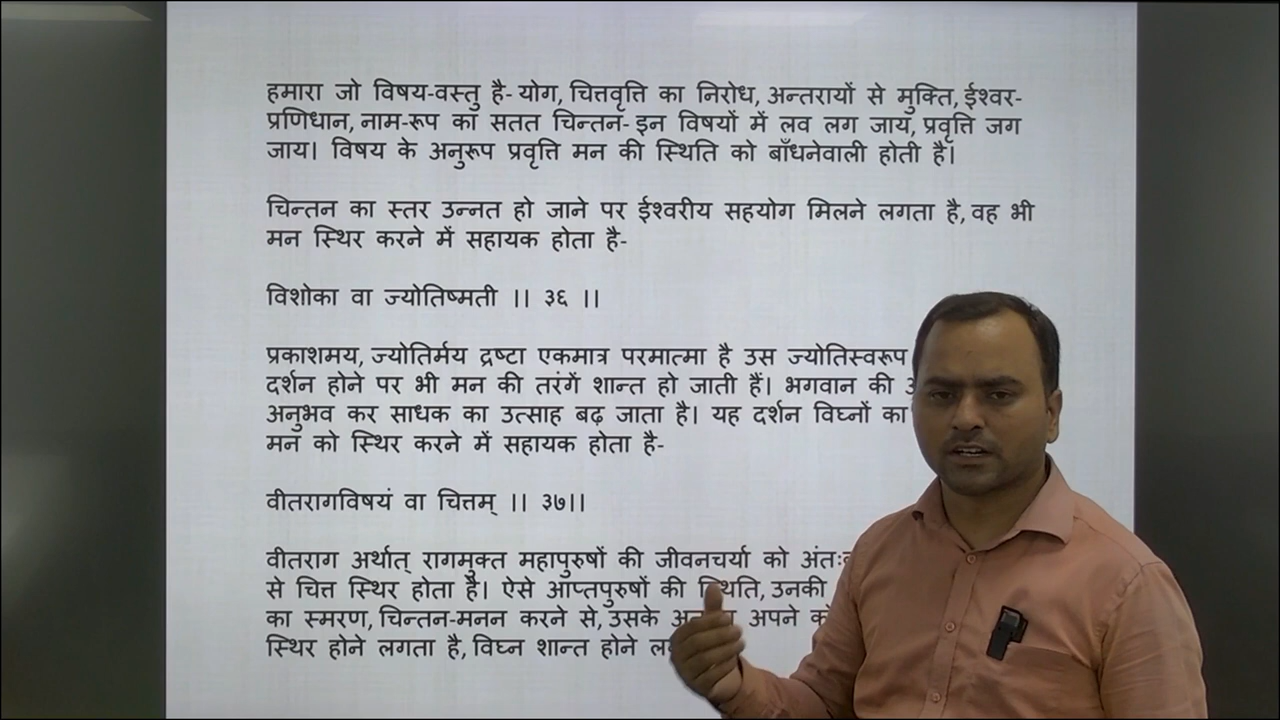 हमारा जो विषय-वस्तु है- योग, चित्तवृत्ति का निरोध, अन्तरायों से मुक्ति, ईश्वर-
प्रणिधान, नाम-रूप का सतत चिन्तन- इन विषयों में लव लग जाय, प्रवृत्ति जग
जाय। विषय के अनुरूप प्रवृत्ति मन की स्थिति को बाँधनेवाली होती है।
चिन्तन का स्तर उन्नत हो जाने पर ईश्वरीय सहयोग मिलने लगता है, वह भी
मन स्थिर करने में सहायक होता है-
विशोका वा ज्योतिष्मती ।। ३६ ।।
प्रकाशमय, ज्योतिर्मय द्रष्टा एकमात्र परमात्मा है उस ज्योतिस्वरूप
दर्शन होने पर भी मन की तरंगें शान्त हो जाती हैं। भगवान की
अनुभव कर साधक का उत्साह बढ़ जाता है। यह दर्शन विघ्नों का
मन को स्थिर करने में सहायक होता है-
वीतरागविषयं वा चित्तम् ।। ३७।।
वीतराग अर्थात् रागमुक्त महापुरुषों की जीवनचर्या को
से चित्त स्थिर होता है। ऐसे आप्तपुरुषों की स्थिति, उनकी
का स्मरण, चिन्तन-मनन करने से, उसके अपने
स्थिर होने लगता है, विघ्न शान्त होने